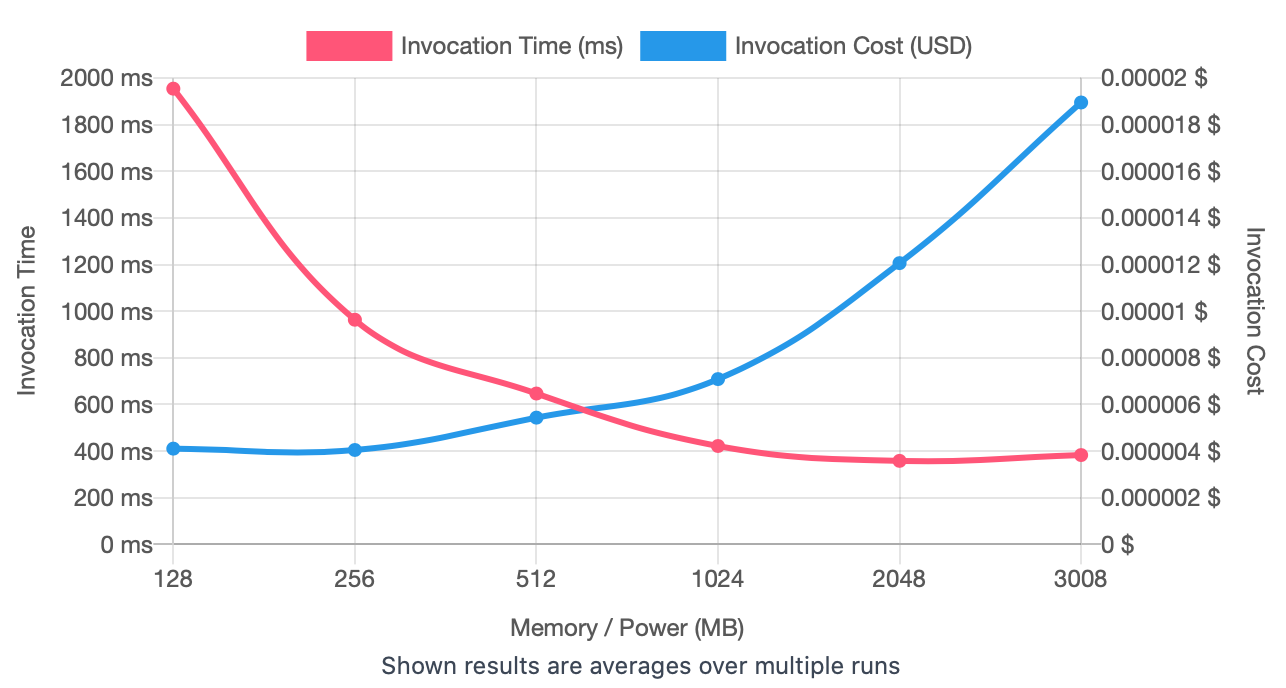 Invocation Time (ms) Invocation Cost (USD)
2000 ms 0.00002 $
1800 ms 0.000018 $
1600 ms 0.000016 $
1400 ms 0.000014 $
1200 ms 0.000012 $
1000 ms 0.00001 $
800 ms 0.000008 $
600 ms 0.000006 $
400 ms 0.000004 $
200 ms 0.000002 $
0 ms 0 $
Invocation Time
Invocation Cost
128 256 512 1024 2048 3008
Memory / Power (MB)
Shown results are averages over multiple runs